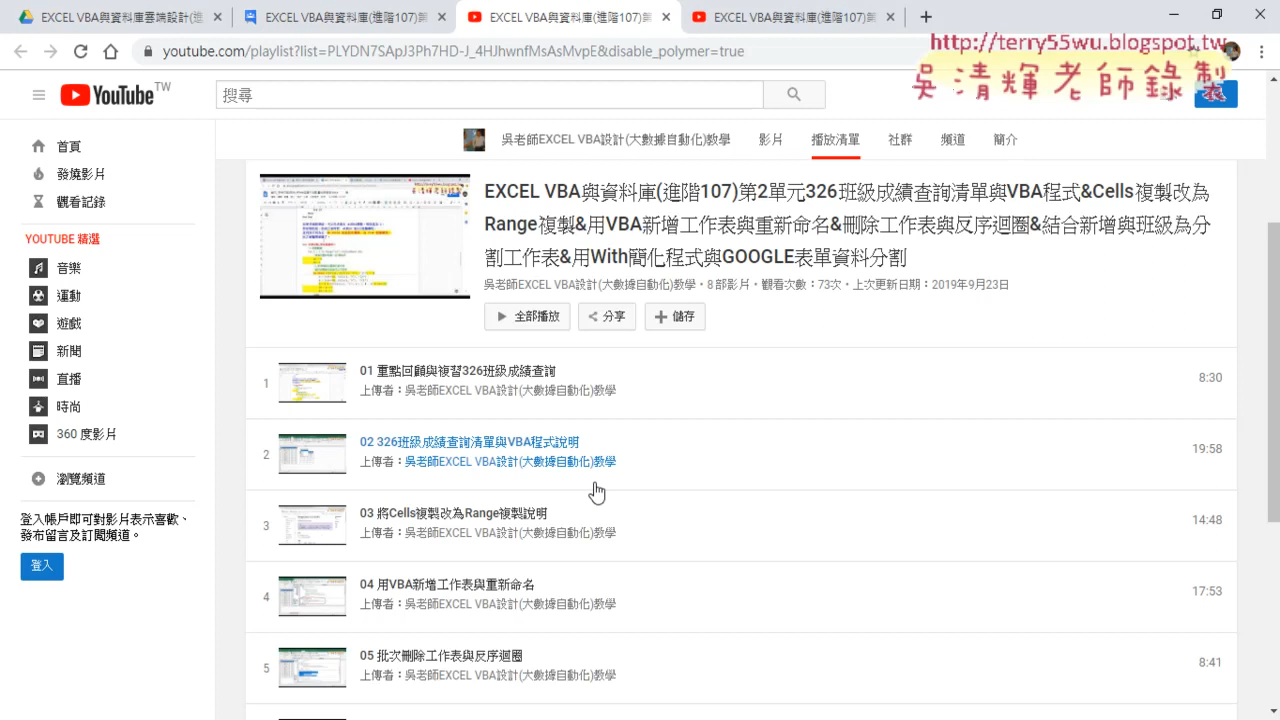 EXCEL VBA與資料庫雲端設計(進
EXCEL VBA與資料庫(進階107)第
EXCEL VBA與資料庫(進階107)第
EXCEL VBA與資料庫(進階107)第
youtube.com/playlist?list=PLYDN7SApJ3Ph7HD-J_4HJhwnfMsAsMvpE&disable_polymer=true
http://terry55wu.blogspot.tw
吳清輝老師錄製
YouTube TW
搜尋
吳老師EXCEL VBA設計(大數據自動化)教學
影片
播放清單
社群
頻道
簡介
首頁
發燒影片
觀看記錄
YOUTUBE 精選
音樂
運動
遊戲
新聞
直播
時尚
360 度影片
瀏覽頻道
登入帳戶即可對影片表示喜歡、
發布留言及訂閱頻道。
登入
EXCEL VBA與資料庫(進階107)第2單元326班級成績查詢清單與VBA程式&Cells複製改為
Range複製&用VBA新增工作表與重新命名&刪除工作表與反序迴圈&結合新增與班級為分
割工作表&用With簡化程式與GOOGLE表單資料分割
吳老師EXCEL VBA設計(大數據自動化)教學・8 部影片・觀看次數：73次・上次更新日期：2019年9月23日
全部播放
分享
儲存
1
01 重點回顧與複習326班級成績查詢
上傳者：吳老師EXCEL VBA設計(大數據自動化)教學
8:30
2
02 326班級成績查詢清單與VBA程式說明
上傳者：吳老師EXCEL VBA設計(大數據自動化)教學
19:58
3
03 將Cells複製改為Range複製說明
上傳者：吳老師EXCEL VBA設計(大數據自動化)教學
14:48
4
04 用VBA新增工作表與重新命名
上傳者：吳老師EXCEL VBA設計(大數據自動化)教學
17:53
5
05 批次刪除工作表與反序迴圈
上傳者：吳老師EXCEL VBA設計(大數據自動化)教學
8:41